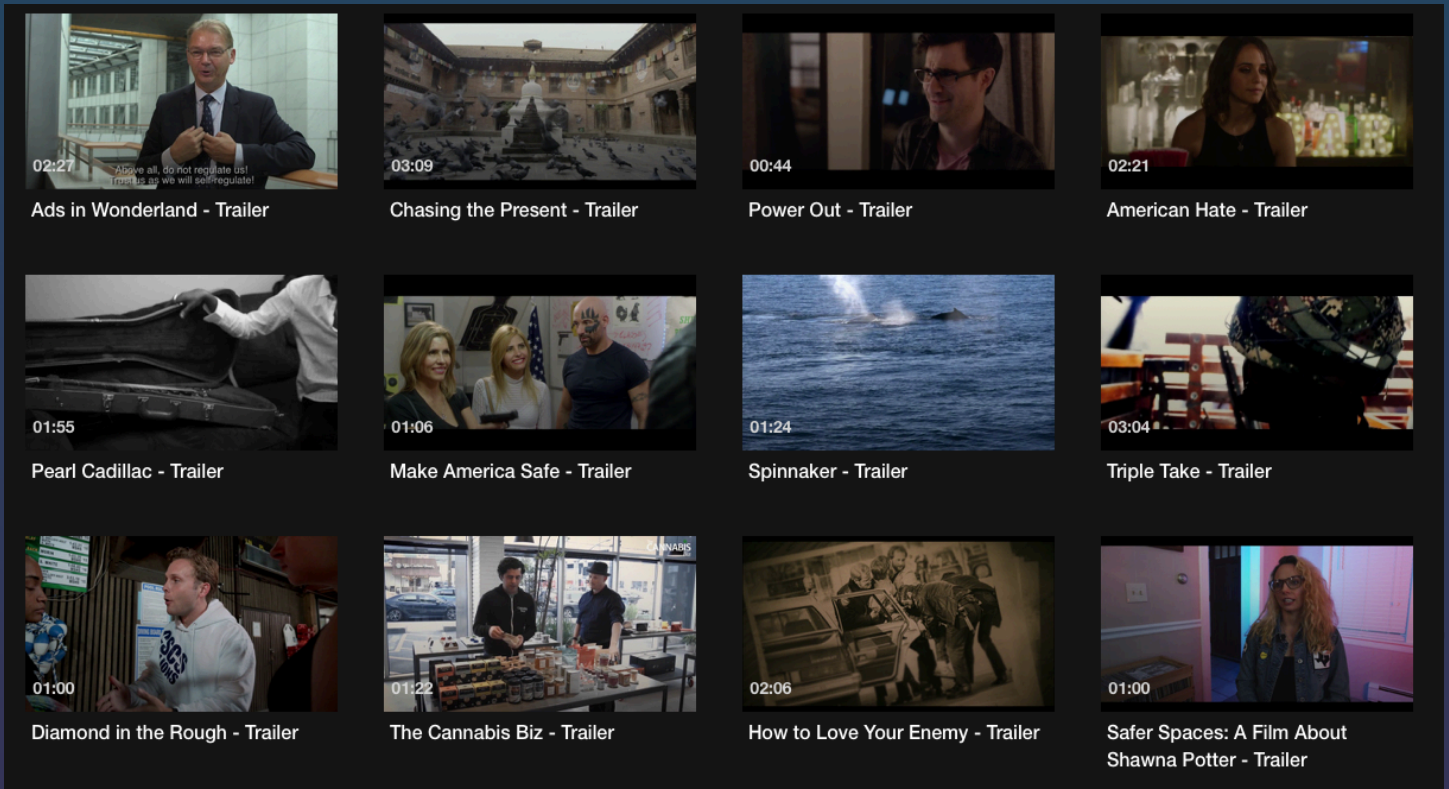 02:27
Above all, do not regulate us!
Trust us as we will self-regulate!
Ads in Wonderland - Trailer
03:09
Chasing the Present - Trailer
00:44
Power Out - Trailer
02:21
American Hate - Trailer
01:55
Pearl Cadillac - Trailer
01:06
Make America Safe - Trailer
01:24
Spinnaker - Trailer
03:04
Triple Take - Trailer
01:00
Diamond in the Rough - Trailer
CANNABIS
01:22
The Cannabis Biz - Trailer
02:06
How to Love Your Enemy - Trailer
01:00
Safer Spaces: A Film About
Shawna Potter - Trailer